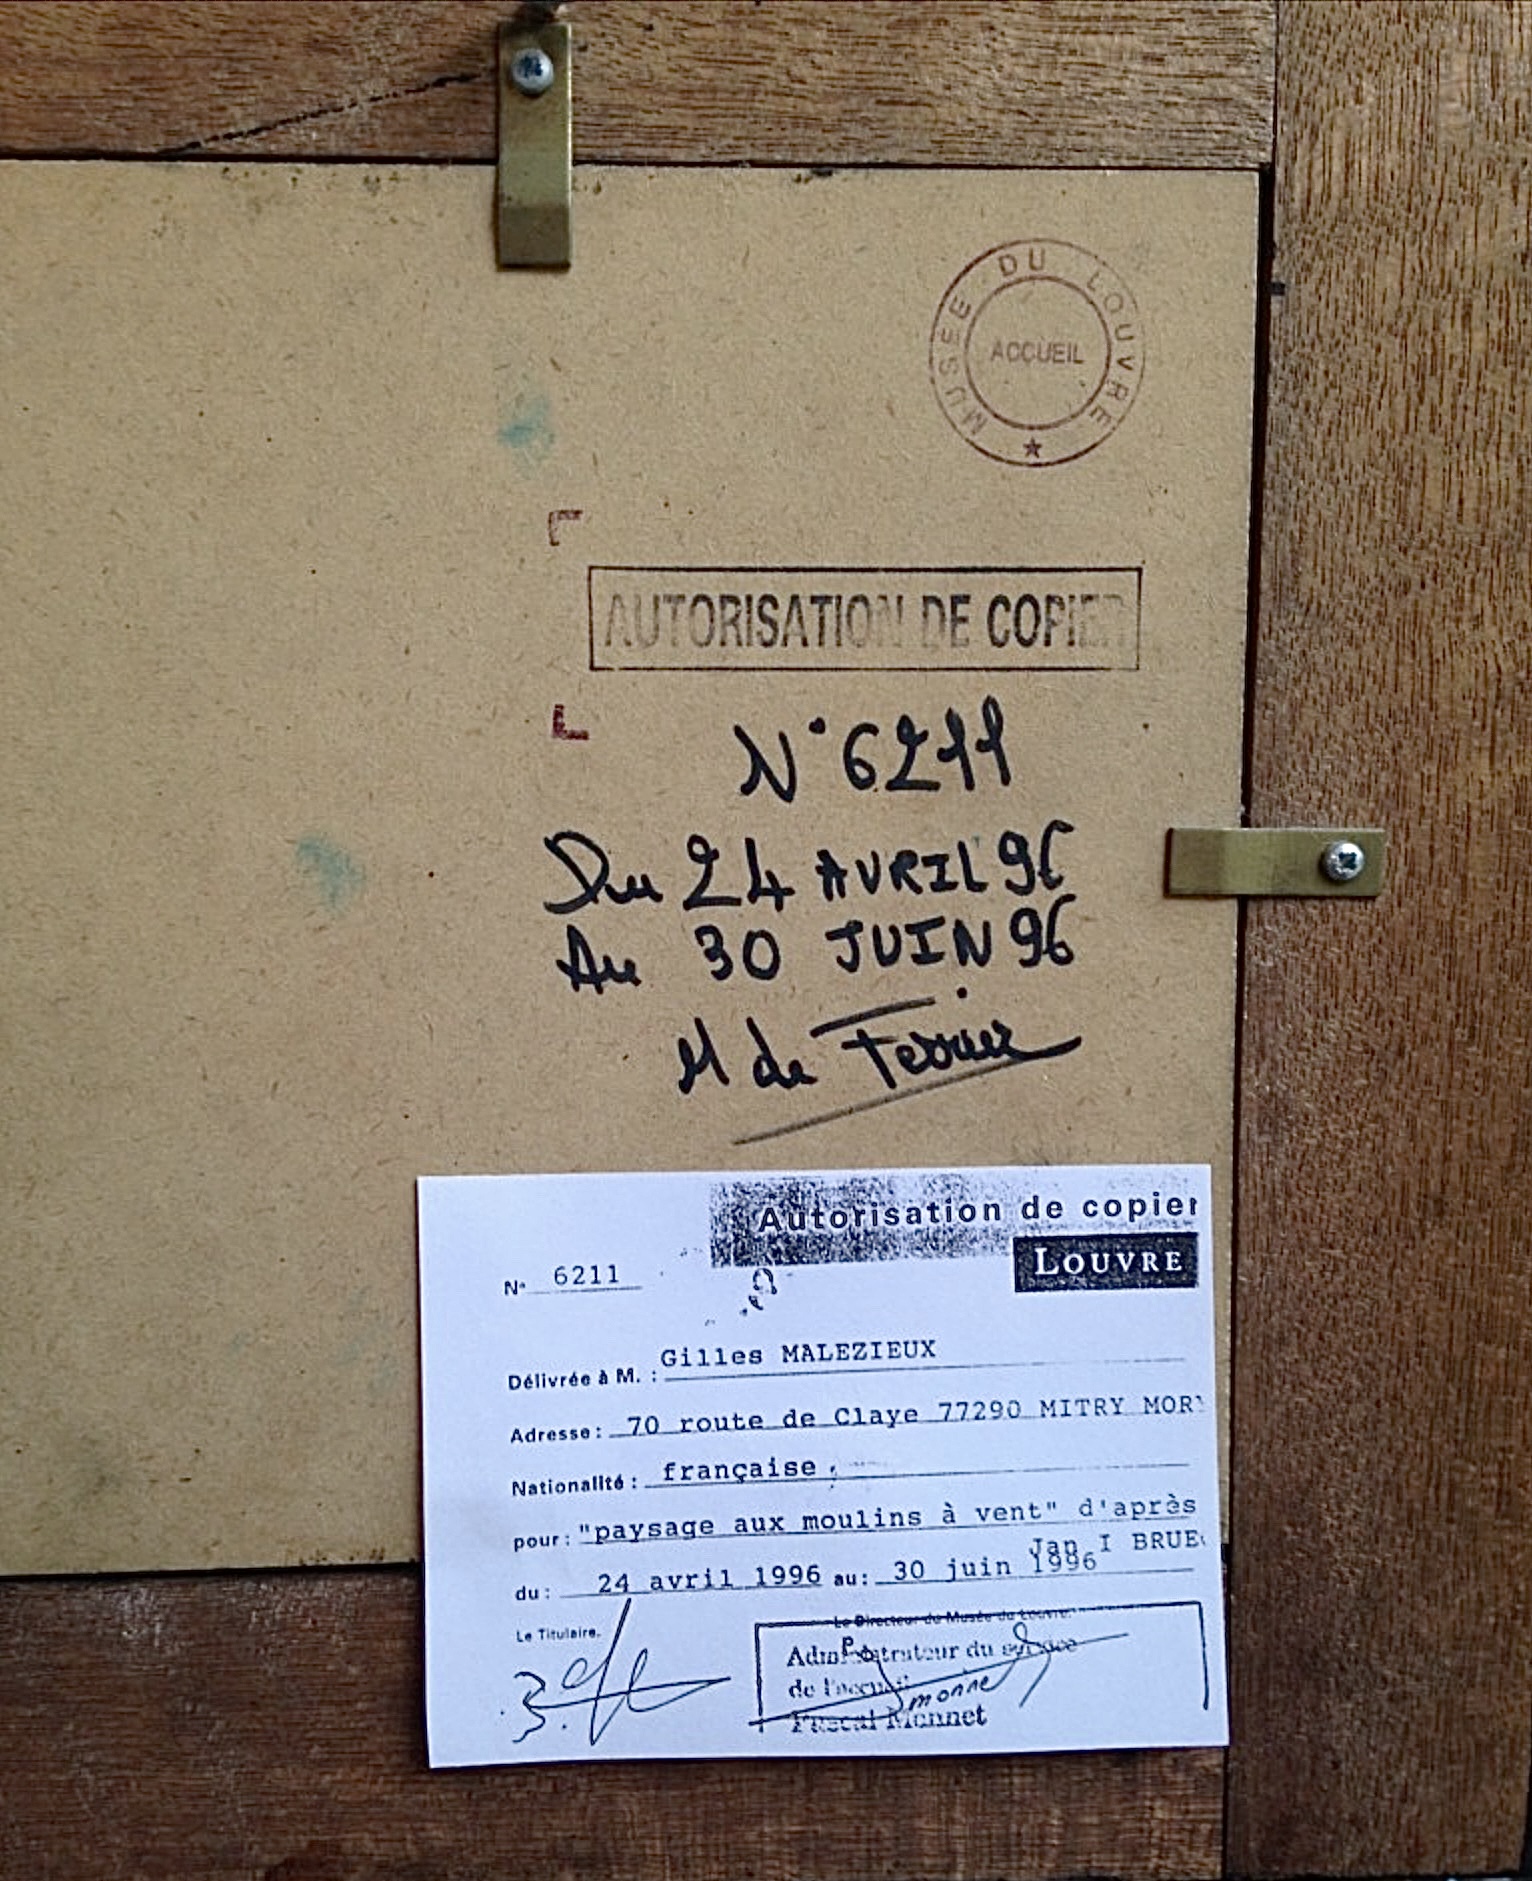 MUSEE DU LOUVRE
ACCUEIL
AUTORISATION DE COPIER
N° 6211
Du 24 AVRIL 96
Au 30 JUIN 96
M de Ferrier
Autorisation de copier
LOUVRE
N° 6211
Délivrée à M. : Gilles MALEZIEUX
Adresse : 70 route de Claye 77290 MITRY MORY
Nationalité : française
pour : "paysage aux moulins à vent" d'après
Jan I BRUE
du : 24 avril 1996 au : 30 juin 1996
Le Titulaire.
Le Directeur du Musée du Louvre.
Administrateur du service
de l'accueil
Pascal Monnet